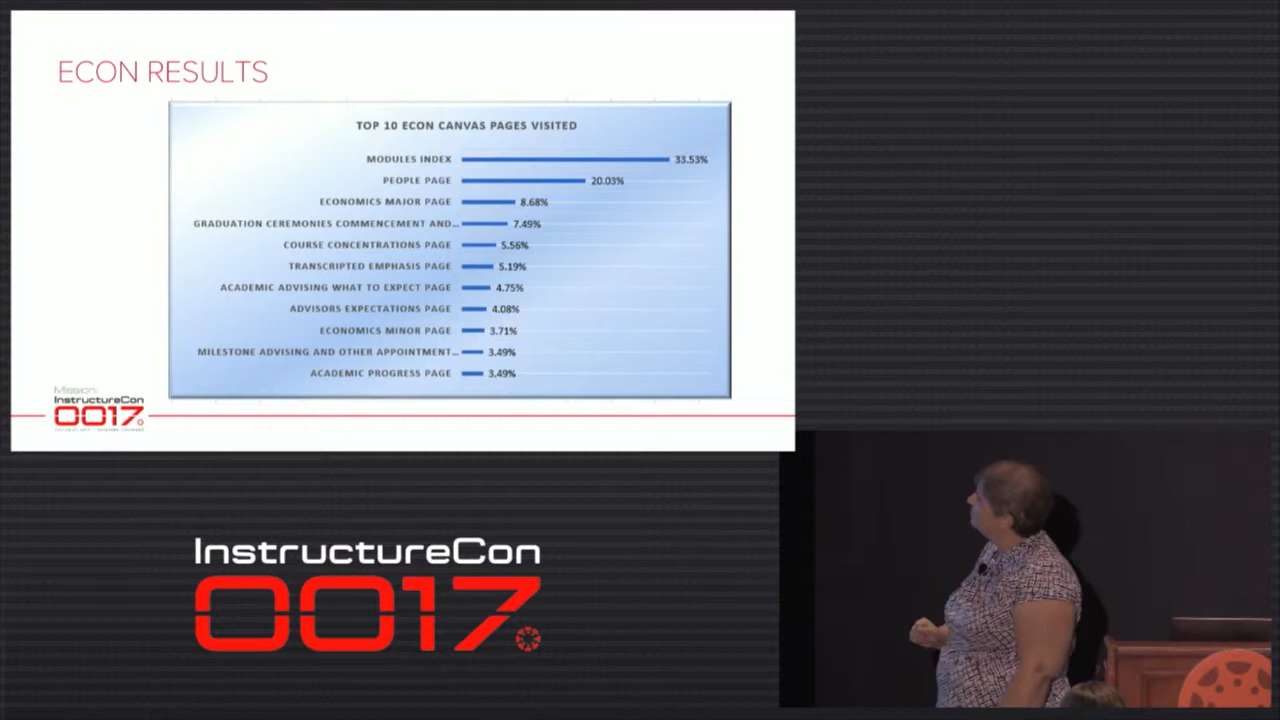 ECON RESULTS
TOP 10 ECON CANVAS PAGES VISITED
MODULES INDEX 33.53%
PEOPLE PAGE 20.03%
ECONOMICS MAJOR PAGE 8.68%
GRADUATION CEREMONIES COMMENCEMENT AND... 7.49%
COURSE CONCENTRATIONS PAGE 5.56%
TRANSCRIPTED EMPHASIS PAGE 5.19%
ACADEMIC ADVISING WHAT TO EXPECT PAGE 4.75%
ADVISORS EXPECTATIONS PAGE 4.08%
ECONOMICS MINOR PAGE 3.71%
MILESTONE ADVISING AND OTHER APPOINTMENT... 3.49%
ACADEMIC PROGRESS PAGE 3.49%
Mission:
InstructureCon
0017
InstructureCon
0017